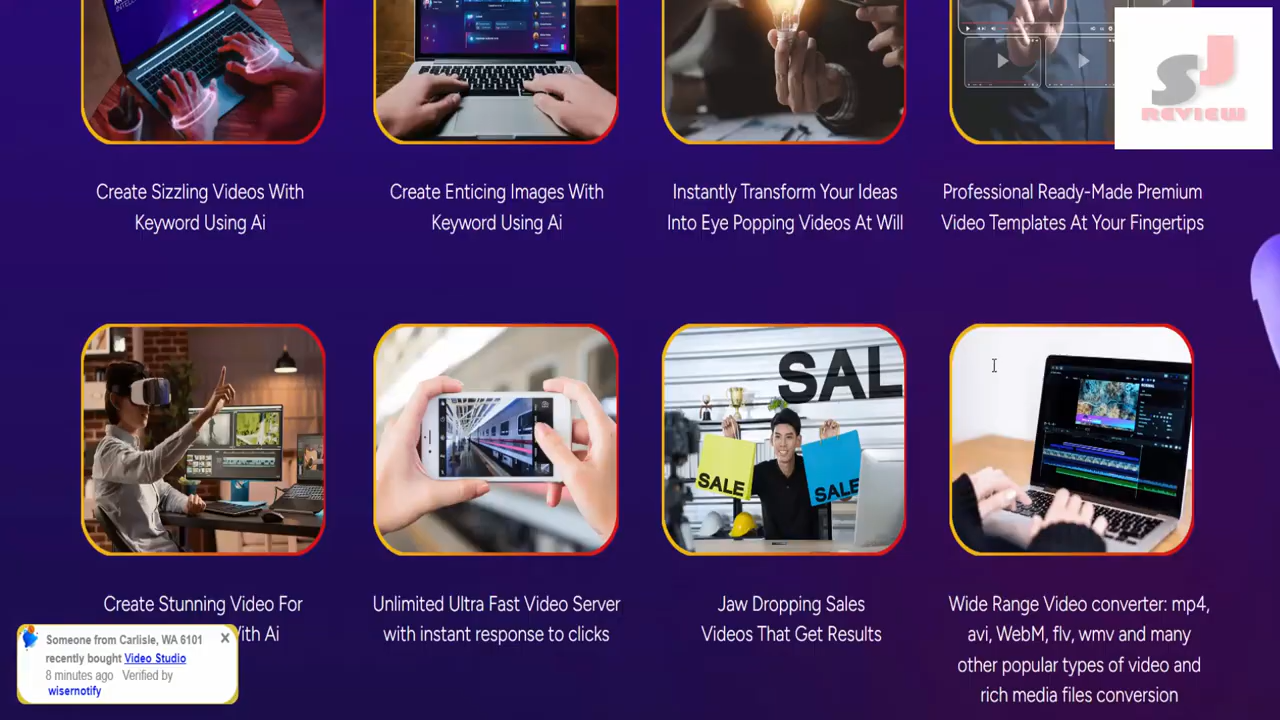 SJ
REVIEW
Create Sizzling Videos With
Keyword Using Ai
Create Enticing Images With
Keyword Using Ai
Instantly Transform Your Ideas
Into Eye Popping Videos At Will
Professional Ready-Made Premium
Video Templates At Your Fingertips
SALE
SALE
SAL
Create Stunning Video For
With Ai
Unlimited Ultra Fast Video Server
with instant response to clicks
Jaw Dropping Sales
Videos That Get Results
Wide Range Video converter: mp4,
avi, WebM, flv, wmv and many
other popular types of video and
rich media files conversion
Someone from Carlisle, WA 6101
recently bought Video Studio
8 minutes ago Verified by
wisernotify